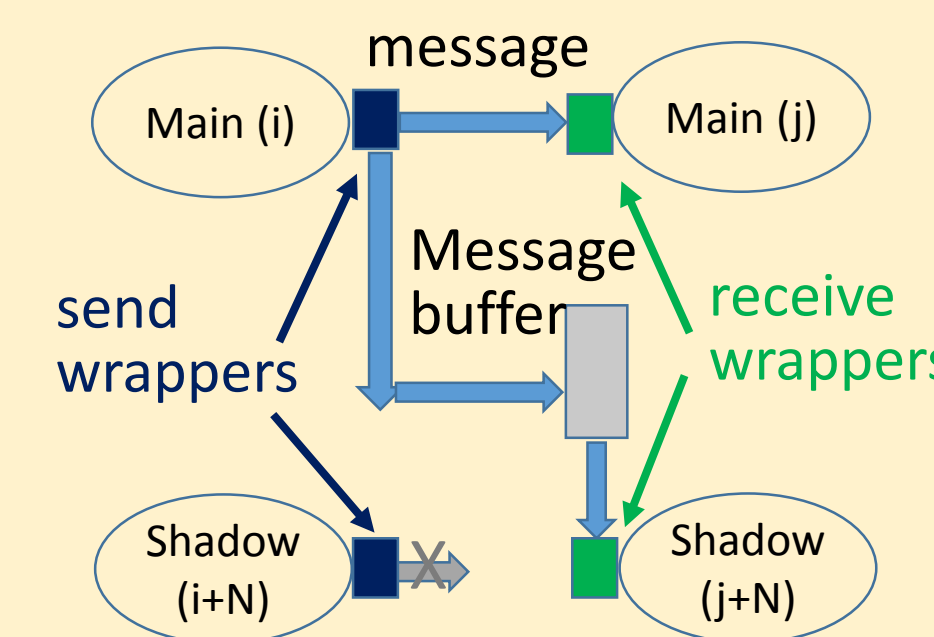 message
Main (i)
Main (j)
Message
buffer
send
wrappers
receive
wrappers
Shadow
(i+N)
X
Shadow
(j+N)